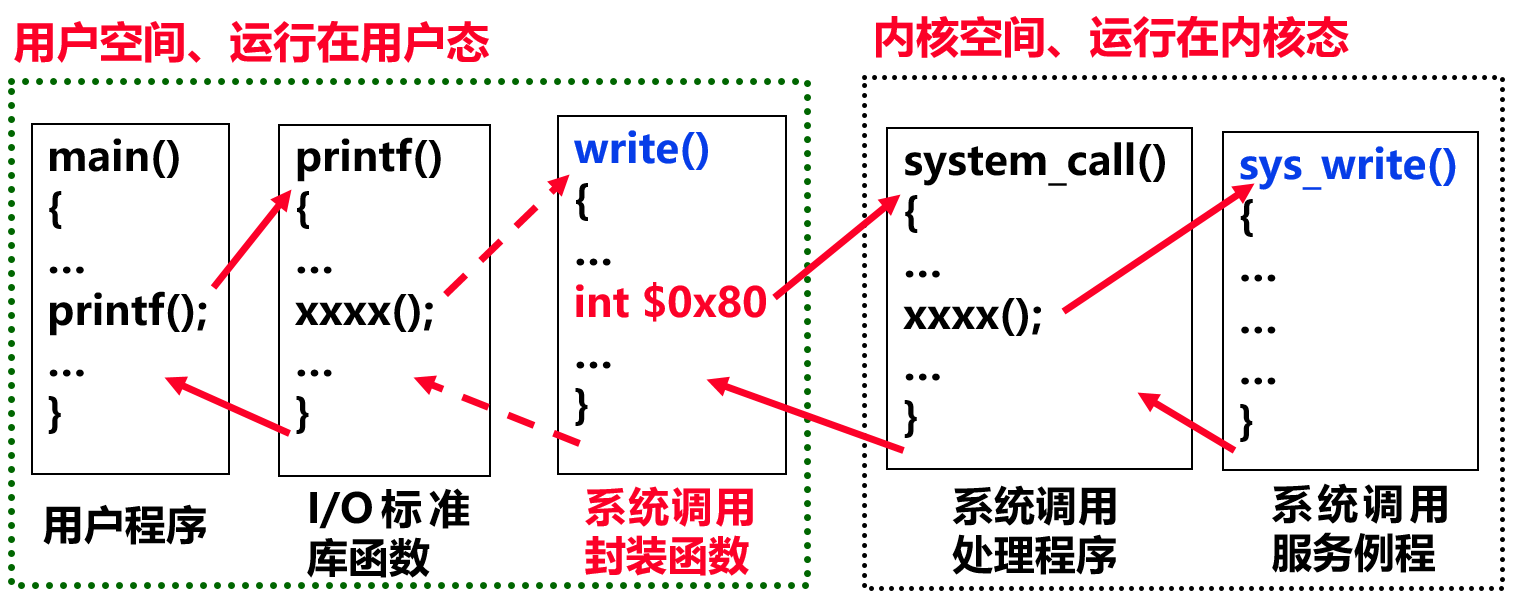 用户空间、运行在用户态
main()
{
...
printf();
...
}
用户程序
printf()
{
...
xxxx();
...
}
I/O 标准
库函数
write()
{
...
int $0x80
...
}
系统调用
封装函数
内核空间、运行在内核态
system_call()
{
...
xxxx();
...
}
系统调用
处理程序
sys_write()
{
...
...
...
}
系统调用
服务例程